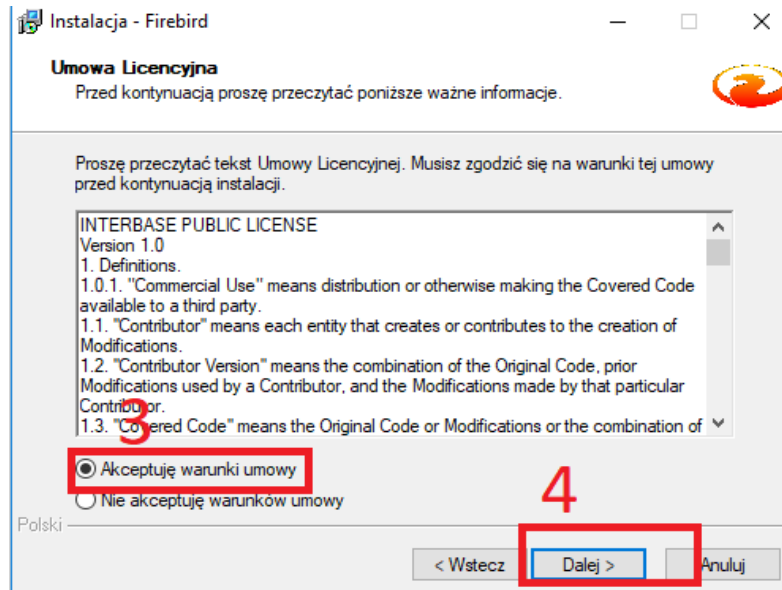 Instalacja - Firebird
Umowa Licencyjna
Przed kontynuacją proszę przeczytać poniższe ważne informacje.
Proszę przeczytać tekst Umowy Licencyjnej. Musisz zgodzić się na warunki tej umowy
przed kontynuacją instalacji.
INTERBASE PUBLIC LICENSE
Version 1.0
1. Definitions.
1.0.1. "Commercial Use" means distribution or otherwise making the Covered Code
available to a third party.
1.1. "Contributor" means each entity that creates or contributes to the creation of
Modifications.
1.2. "Contributor Version" means the combination of the Original Code, prior
Modifications used by a Contributor, and the Modifications made by that particular
Contributor.
1.3. "Covered Code" means the Original Code or Modifications or the combination of
3
Akceptuję warunki umowy
Nie akceptuję warunków umowy
4
Polski
< Wstecz
Dalej >
Anuluj